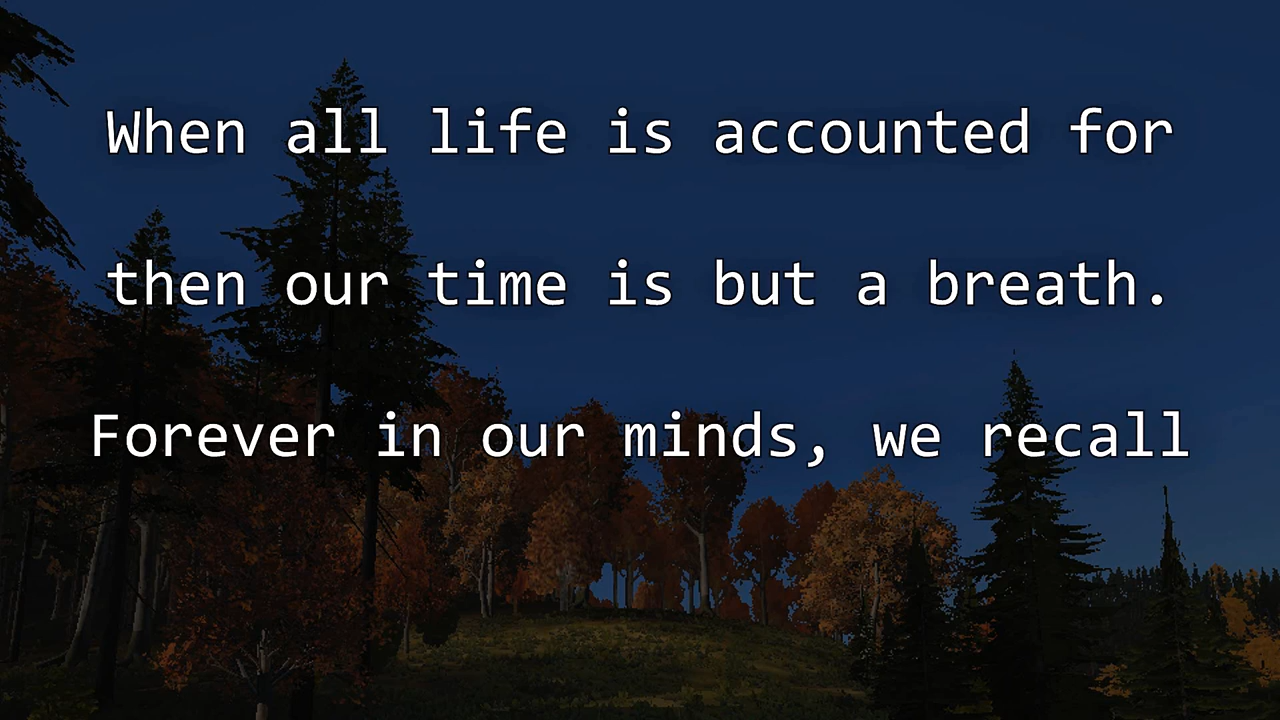 When all life is accounted for
then our time is but a breath.
Forever in our minds, we recall